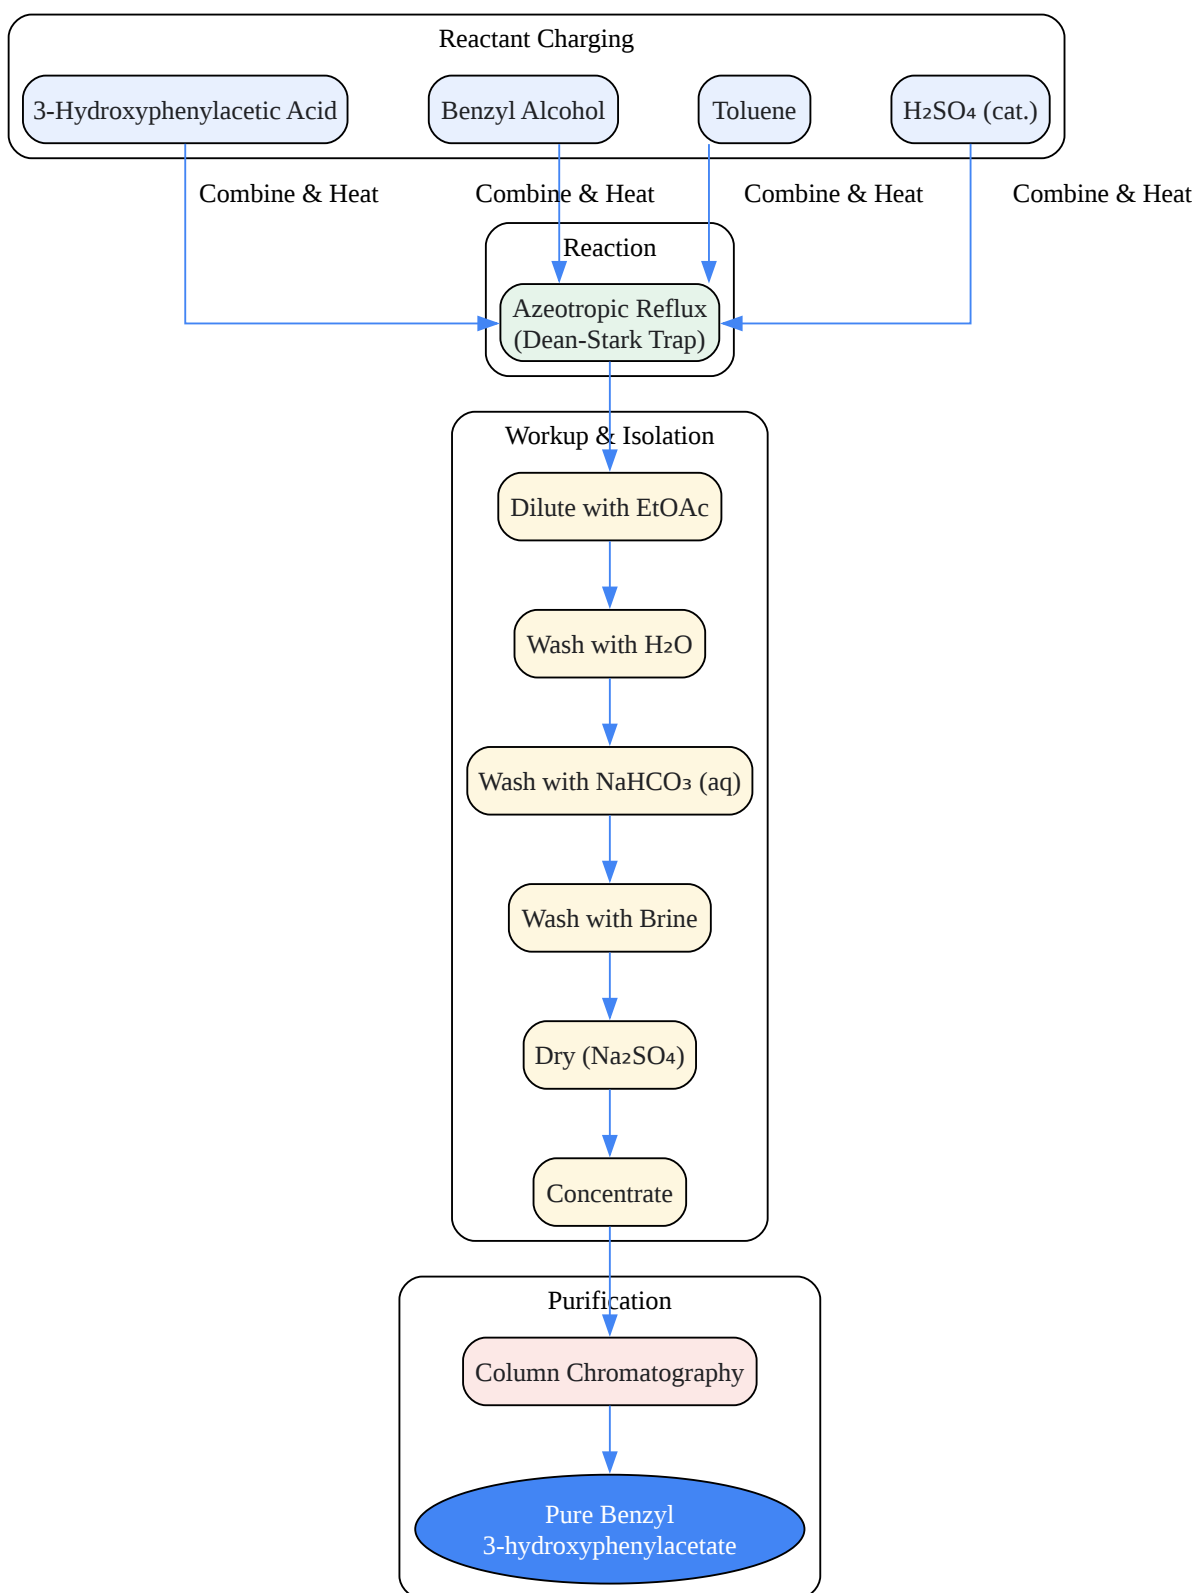 Reactant Charging
3-Hydroxyphenylacetic Acid
Benzyl Alcohol
Toluene
H₂SO₄ (cat.)
Combine & Heat
Combine & Heat
Combine & Heat
Combine & Heat
Reaction
Azeotropic Reflux
(Dean-Stark Trap)
Workup & Isolation
Dilute with EtOAc
Wash with H₂O
Wash with NaHCO₃ (aq)
Wash with Brine
Dry (Na₂SO₄)
Concentrate
Purification
Column Chromatography
Pure Benzyl
3-hydroxyphenylacetate